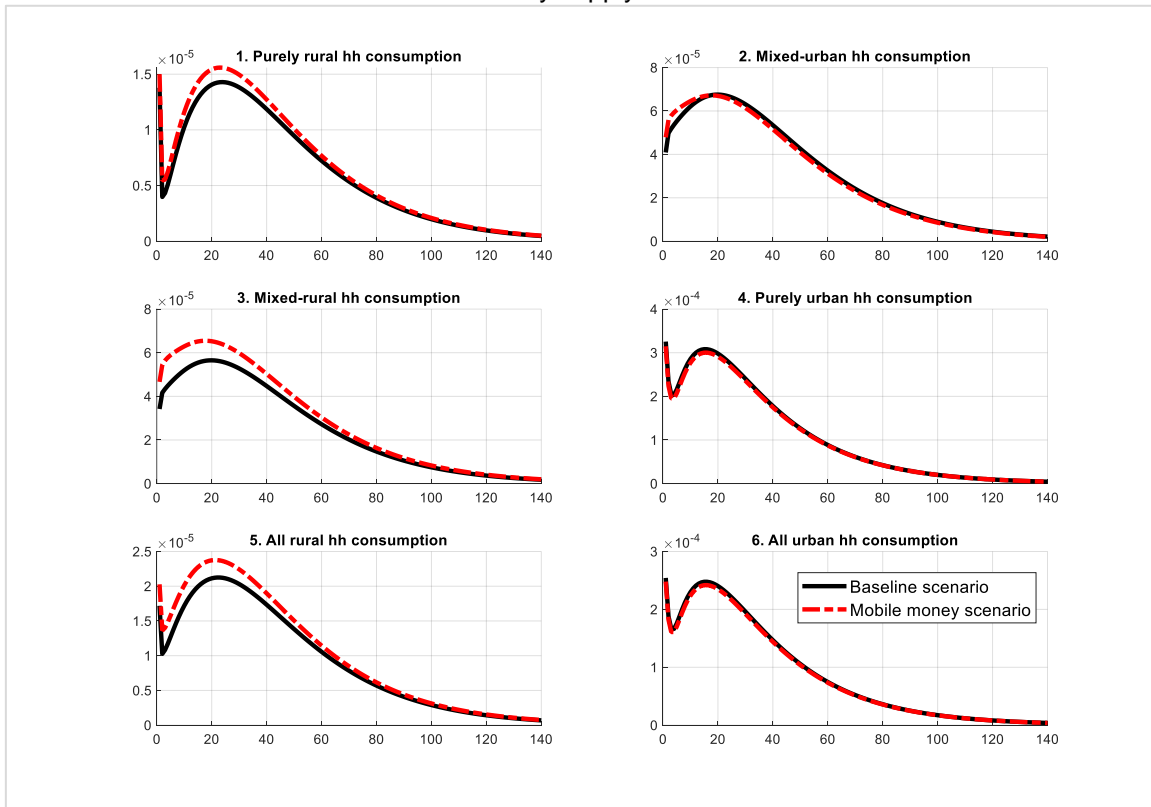 1. Purely rural hh consumption
×10⁻⁵
1.5
1
0.5
0
0 20 40 60 80 100 120 140
2. Mixed-urban hh consumption
×10⁻⁵
8
6
4
2
0
0 20 40 60 80 100 120 140
3. Mixed-rural hh consumption
×10⁻⁵
8
6
4
2
0
0 20 40 60 80 100 120 140
4. Purely urban hh consumption
×10⁻⁴
4
3
2
1
0
0 20 40 60 80 100 120 140
5. All rural hh consumption
×10⁻⁵
2.5
2
1.5
1
0.5
0
0 20 40 60 80 100 120 140
6. All urban hh consumption
×10⁻⁴
3
2
1
0
0 20 40 60 80 100 120 140
Baseline scenario
Mobile money scenario